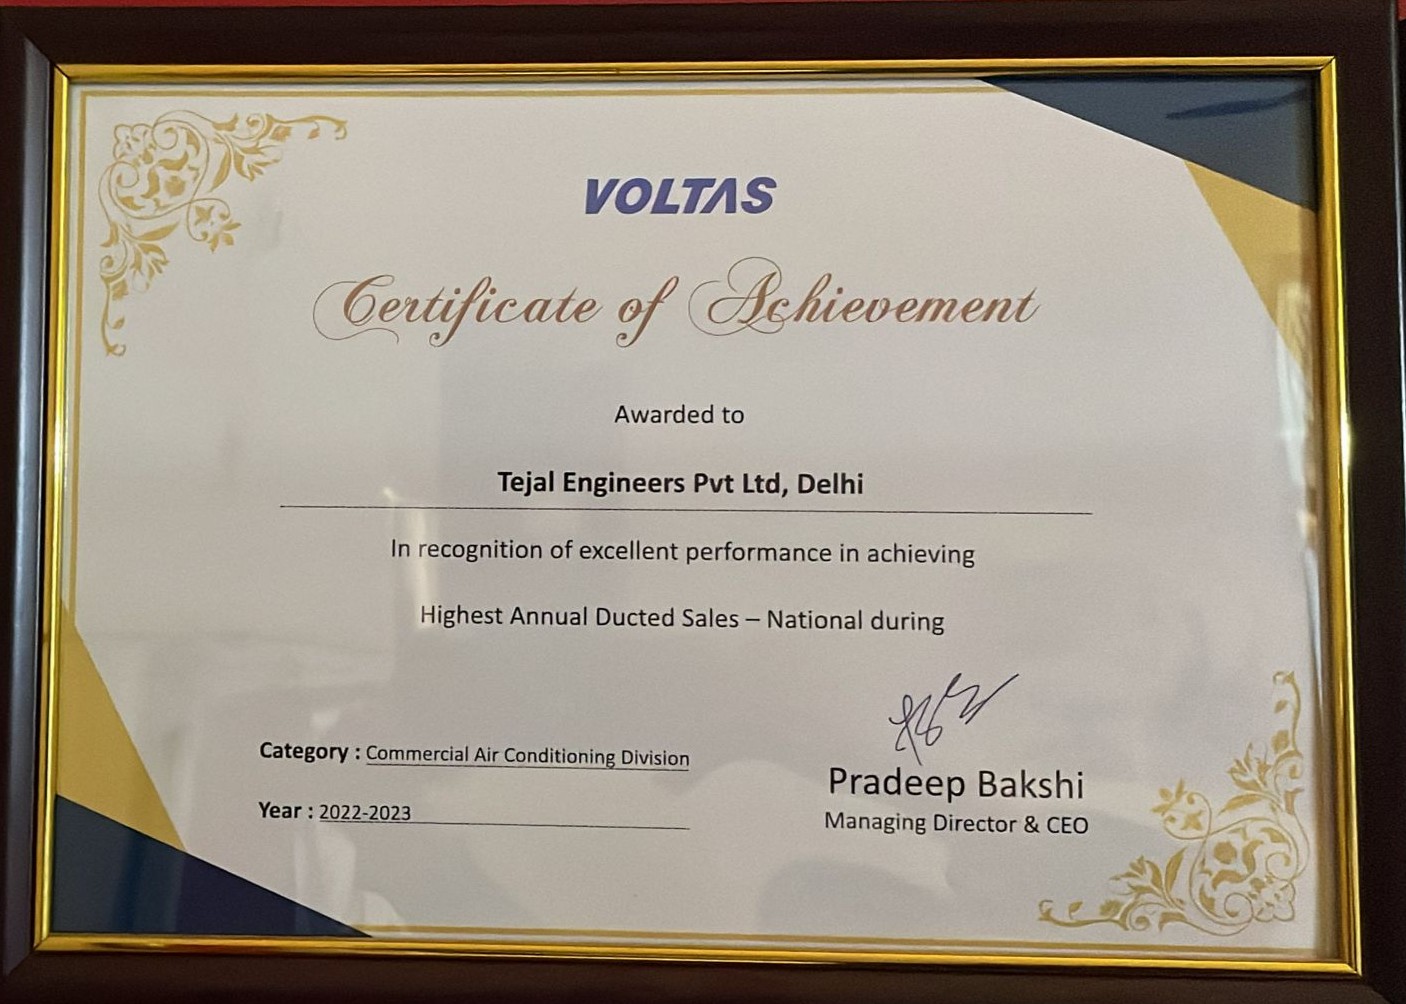 VOLTAS
Certificate of Achievement
Awarded to
Tejal Engineers Pvt Ltd, Delhi
In recognition of excellent performance in achieving
Highest Annual Ducted Sales – National during
Category : Commercial Air Conditioning Division
Year : 2022-2023
Pradeep Bakshi
Managing Director & CEO